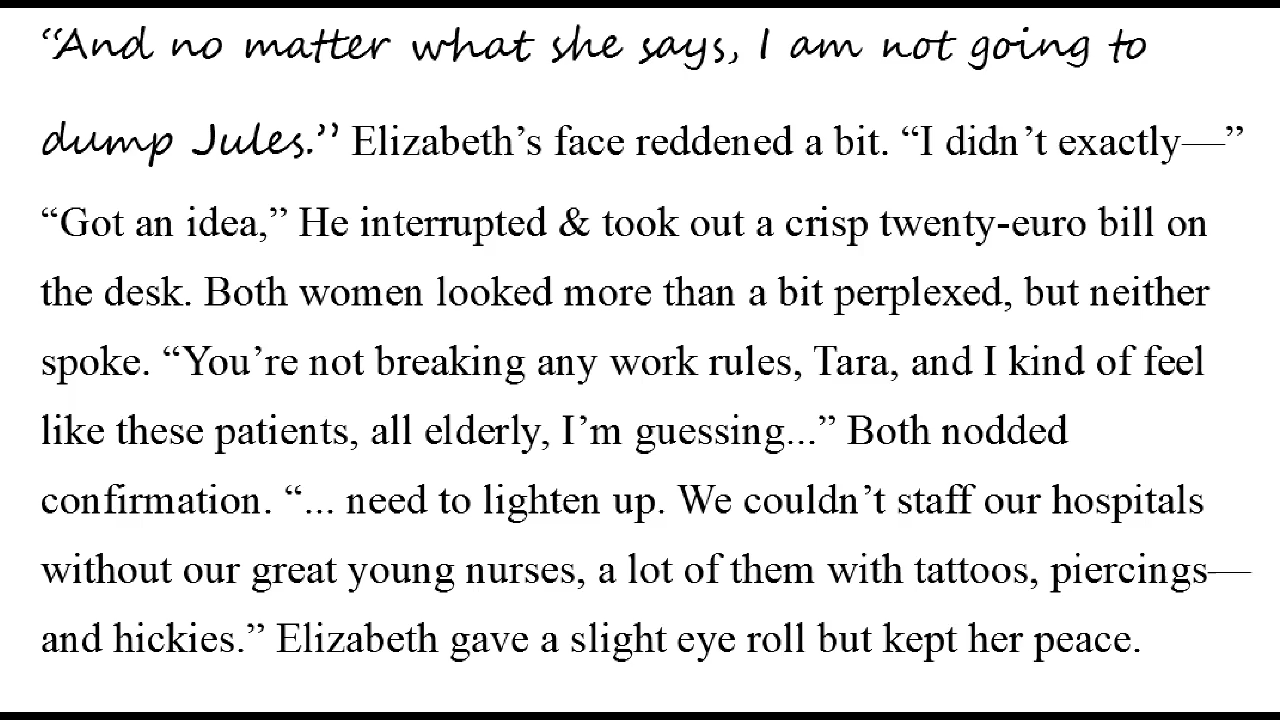 “And no matter what she says, I am not going to
dump Jules.” Elizabeth’s face reddened a bit. “I didn’t exactly—”
“Got an idea,” He interrupted & took out a crisp twenty-euro bill on
the desk. Both women looked more than a bit perplexed, but neither
spoke. “You’re not breaking any work rules, Tara, and I kind of feel
like these patients, all elderly, I’m guessing...” Both nodded
confirmation. “... need to lighten up. We couldn’t staff our hospitals
without our great young nurses, a lot of them with tattoos, piercings—
and hickies.” Elizabeth gave a slight eye roll but kept her peace.